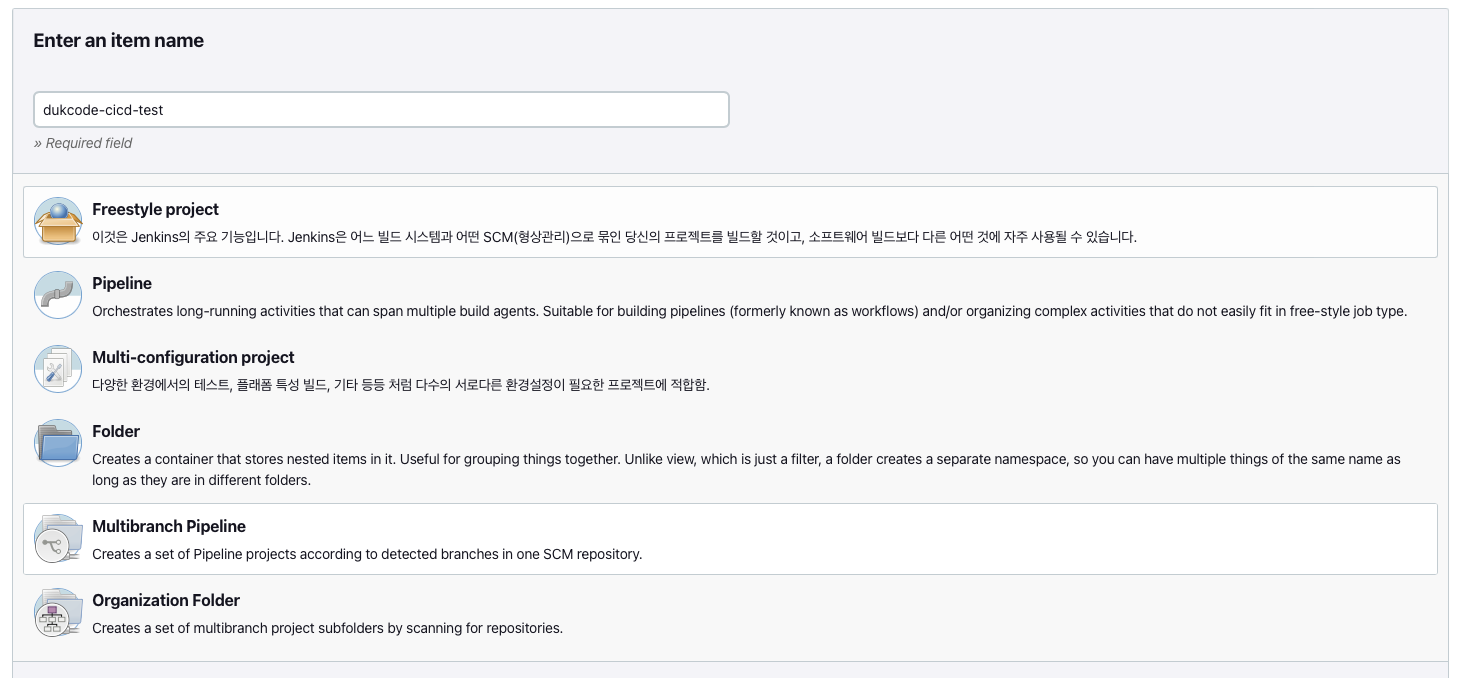 Enter an item name
dukcode-cicd-test
» Required field
Freestyle project
이것은 Jenkins의 주요 기능입니다. Jenkins은 어느 빌드 시스템과 어떤 SCM(형상관리)으로 묶인 당신의 프로젝트를 빌드할 것이고, 소프트웨어 빌드보다 다른 어떤 것에 자주 사용될 수 있습니다.
Pipeline
Orchestrates long-running activities that can span multiple build agents. Suitable for building pipelines (formerly known as workflows) and/or organizing complex activities that do not easily fit in free-style job type.
Multi-configuration project
다양한 환경에서의 테스트, 플래폼 특성 빌드, 기타 등등 처럼 다수의 서로다른 환경설정이 필요한 프로젝트에 적합함.
Folder
Creates a container that stores nested items in it. Useful for grouping things together. Unlike view, which is just a filter, a folder creates a separate namespace, so you can have multiple things of the same name as
long as they are in different folders.
Multibranch Pipeline
Creates a set of Pipeline projects according to detected branches in one SCM repository.
Organization Folder
Creates a set of multibranch project subfolders by scanning for repositories.